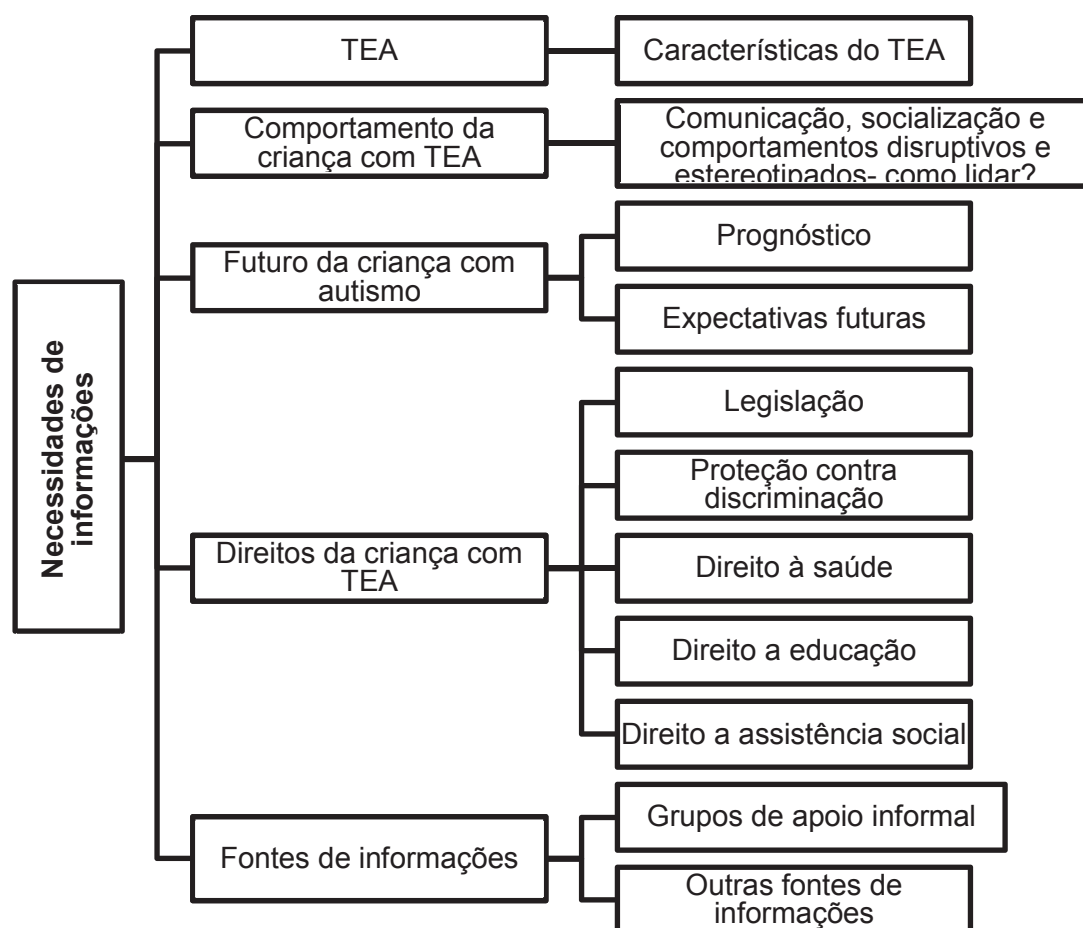 Necessidades de
informações
TEA
Características do TEA
Comportamento da
criança com TEA
Comunicação, socialização e
comportamentos disruptivos e
estereotipados- como lidar?
Futuro da criança com
autismo
Prognóstico
Expectativas futuras
Direitos da criança com
TEA
Legislação
Proteção contra
discriminação
Direito à saúde
Direito a educação
Direito a assistência social
Fontes de informações
Grupos de apoio informal
Outras fontes de
informações